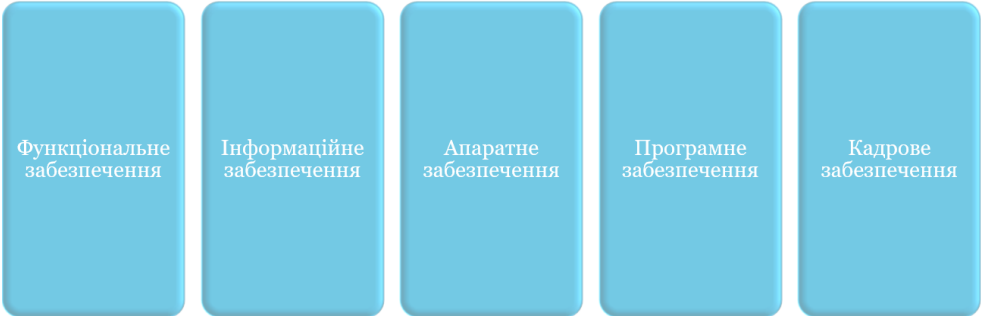 Функціональне
забезпечення
Інформаційне
забезпечення
Апаратне
забезпечення
Програмне
забезпечення
Кадрове
забезпечення